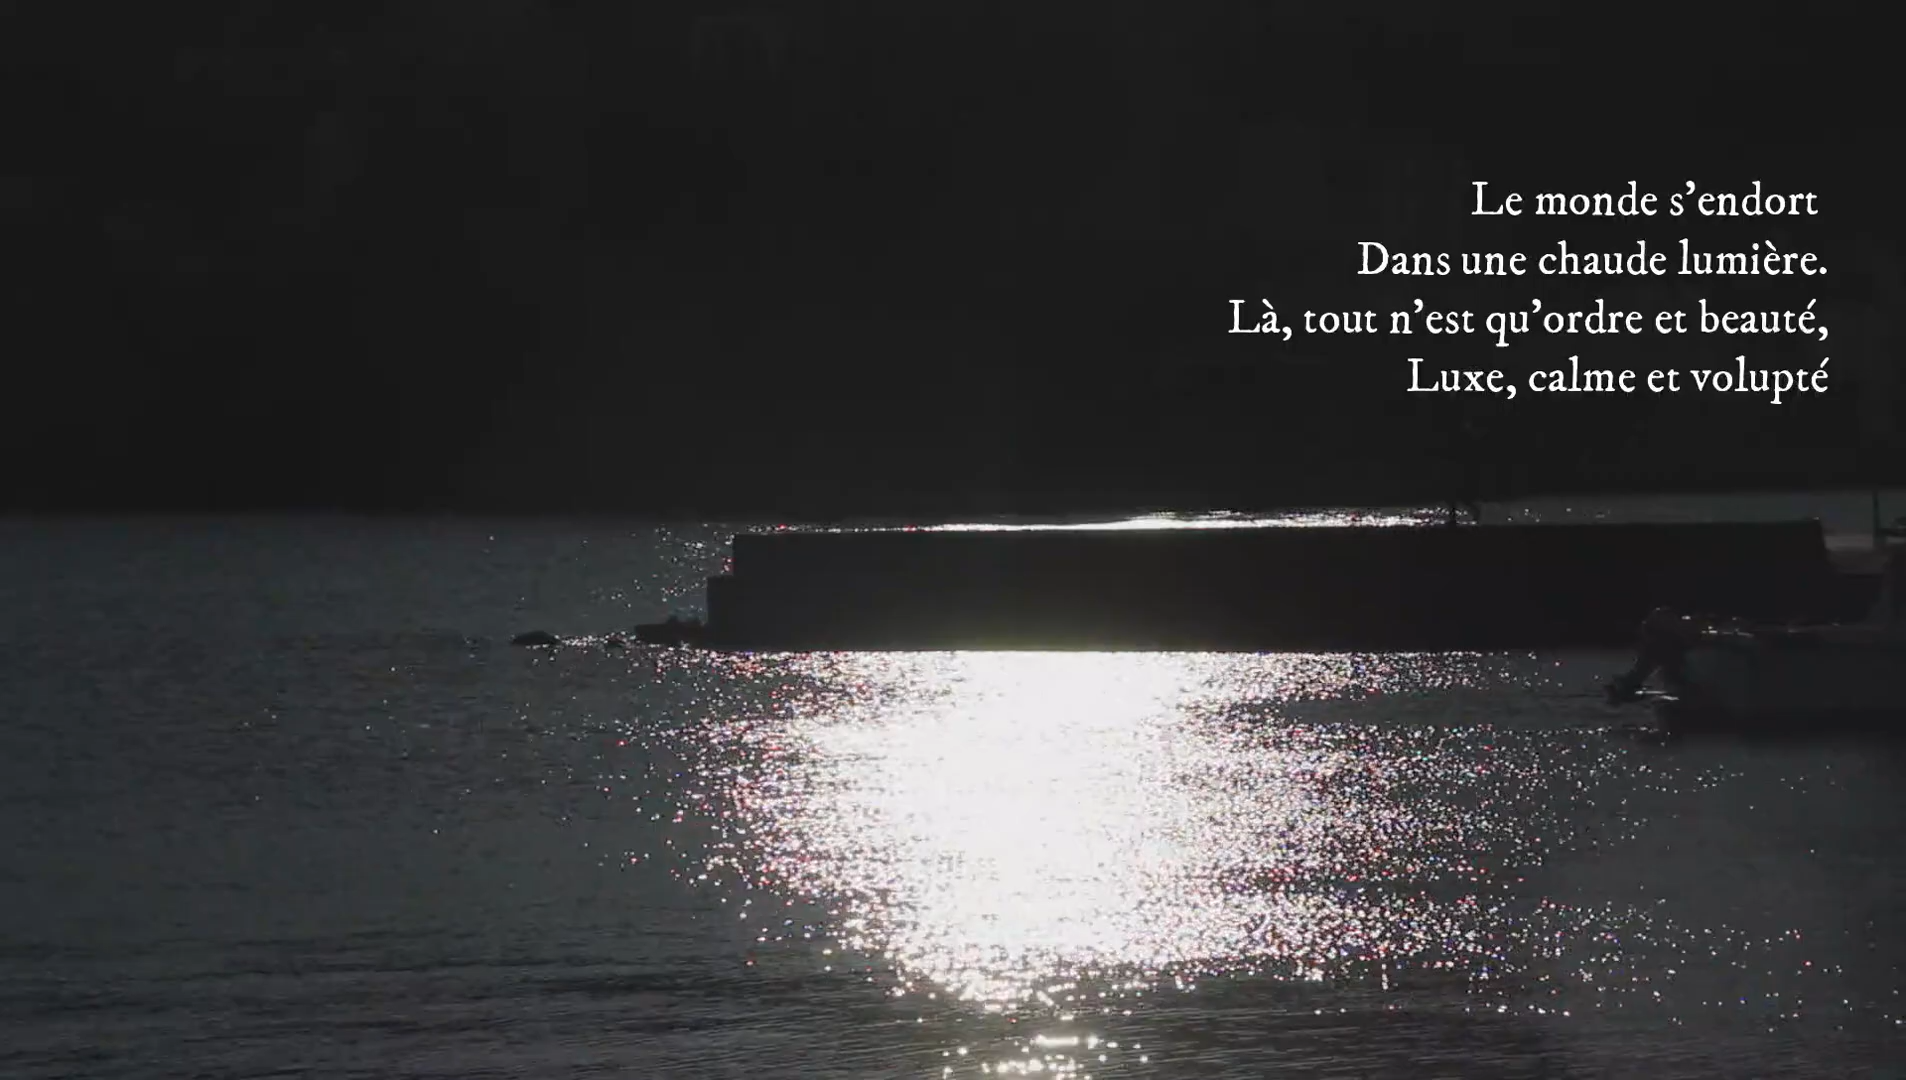 Le monde s’endort
Dans une chaude lumière.
Là, tout n’est qu’ordre et beauté,
Luxe, calme et volupté